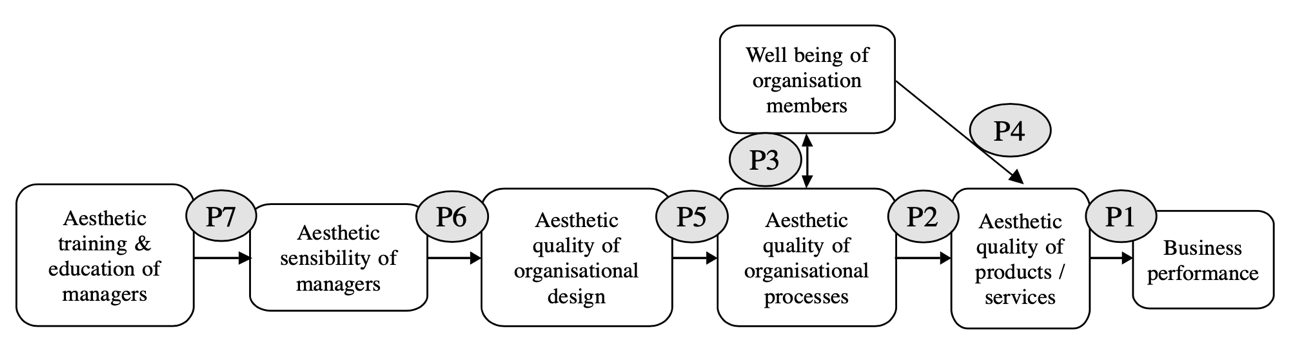 Well being of
organisation
members
P4
P3
P7
P6
P5
P2
P1
Aesthetic
training &
education of
managers
Aesthetic
sensibility of
managers
Aesthetic
quality of
organisational
design
Aesthetic
quality of
organisational
processes
Aesthetic
quality of
products /
services
Business
performance